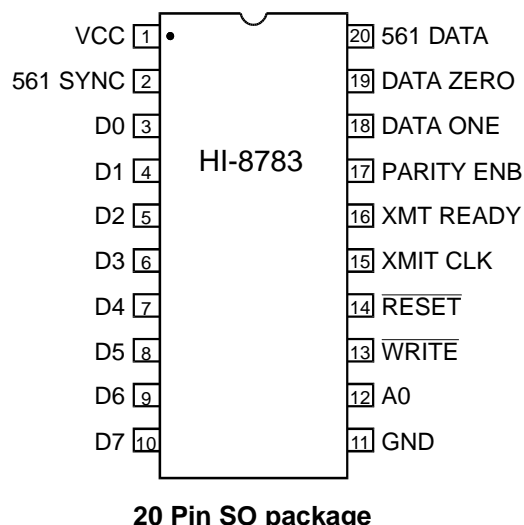 VCC 1 20 561 DATA
561 SYNC 2 19 DATA ZERO
D0 3 18 DATA ONE
HI-8783
D1 4 17 PARITY ENB
D2 5 16 XMT READY
D3 6 15 XMIT CLK
D4 7 14 RESET
D5 8 13 WRITE
D6 9 12 A0
D7 10 11 GND
20 Pin SO package